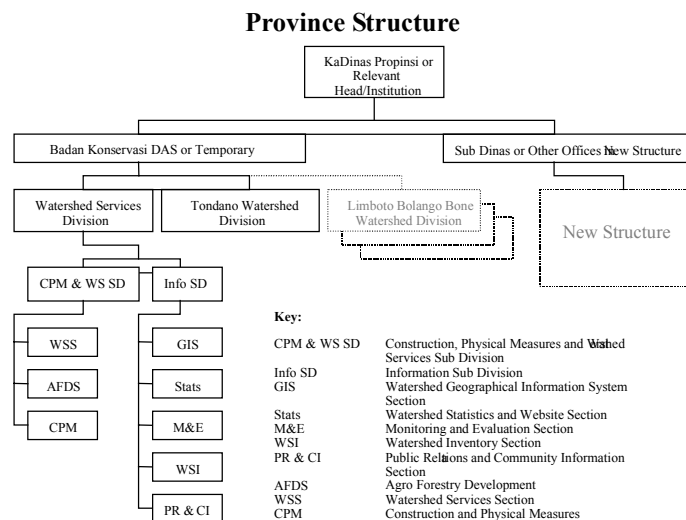 Province Structure
KaDinas Propinsi or
Relevant
Head/Institution
Badan Konservasi DAS or Temporary
Sub Dinas or Other Offices New Structure
Watershed Services
Division
Tondano Watershed
Division
Limboto Bolango Bone
Watershed Division
New Structure
CPM & WS SD
Info SD
WSS
AFDS
CPM
GIS
Stats
M&E
WSI
PR & CI
Key:
CPM & WS SD Construction, Physical Measures and
Services Sub Division
Info SD Information Sub Division
GIS Watershed Geographical Information System
Section
Stats Watershed Statistics and Website Section
M&E Monitoring and Evaluation Section
WSI Watershed Inventory Section
PR & CI Public Relations and Community Information
Section
AFDS Agro Forestry Development
WSS Watershed Services Section
CPM Construction and Physical Measures